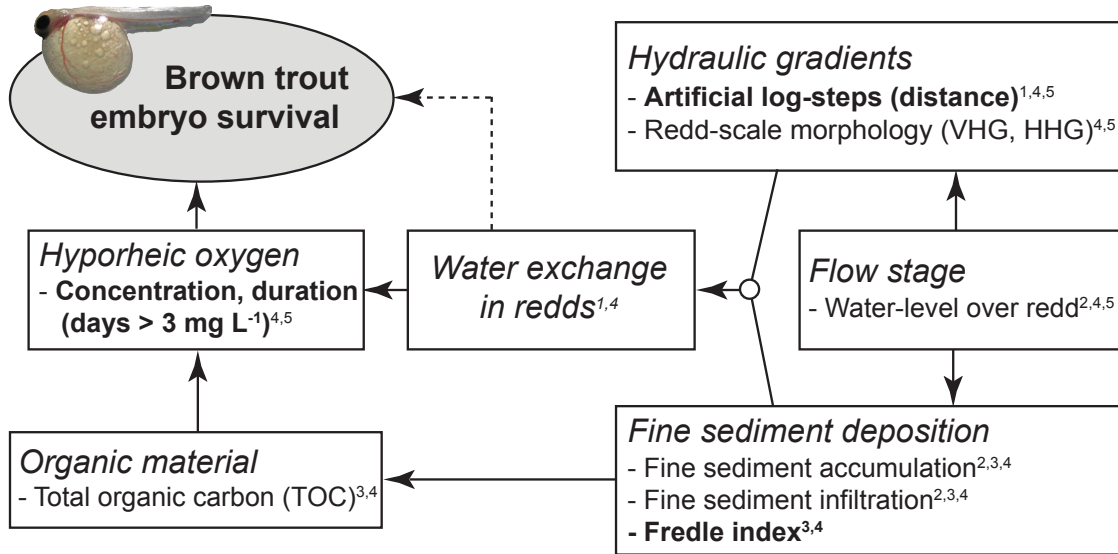 Brown trout
embryo survival
Hydraulic gradients
- Artificial log-steps (distance)1,4,5
- Redd-scale morphology (VHG, HHG)4,5
Hyporheic oxygen
- Concentration, duration
(days > 3 mg L-1)4,5
Water exchange
in redds1,4
Flow stage
- Water-level over redd2,4,5
Organic material
- Total organic carbon (TOC)3,4
Fine sediment deposition
- Fine sediment accumulation2,3,4
- Fine sediment infiltration2,3,4
- Fredle index3,4